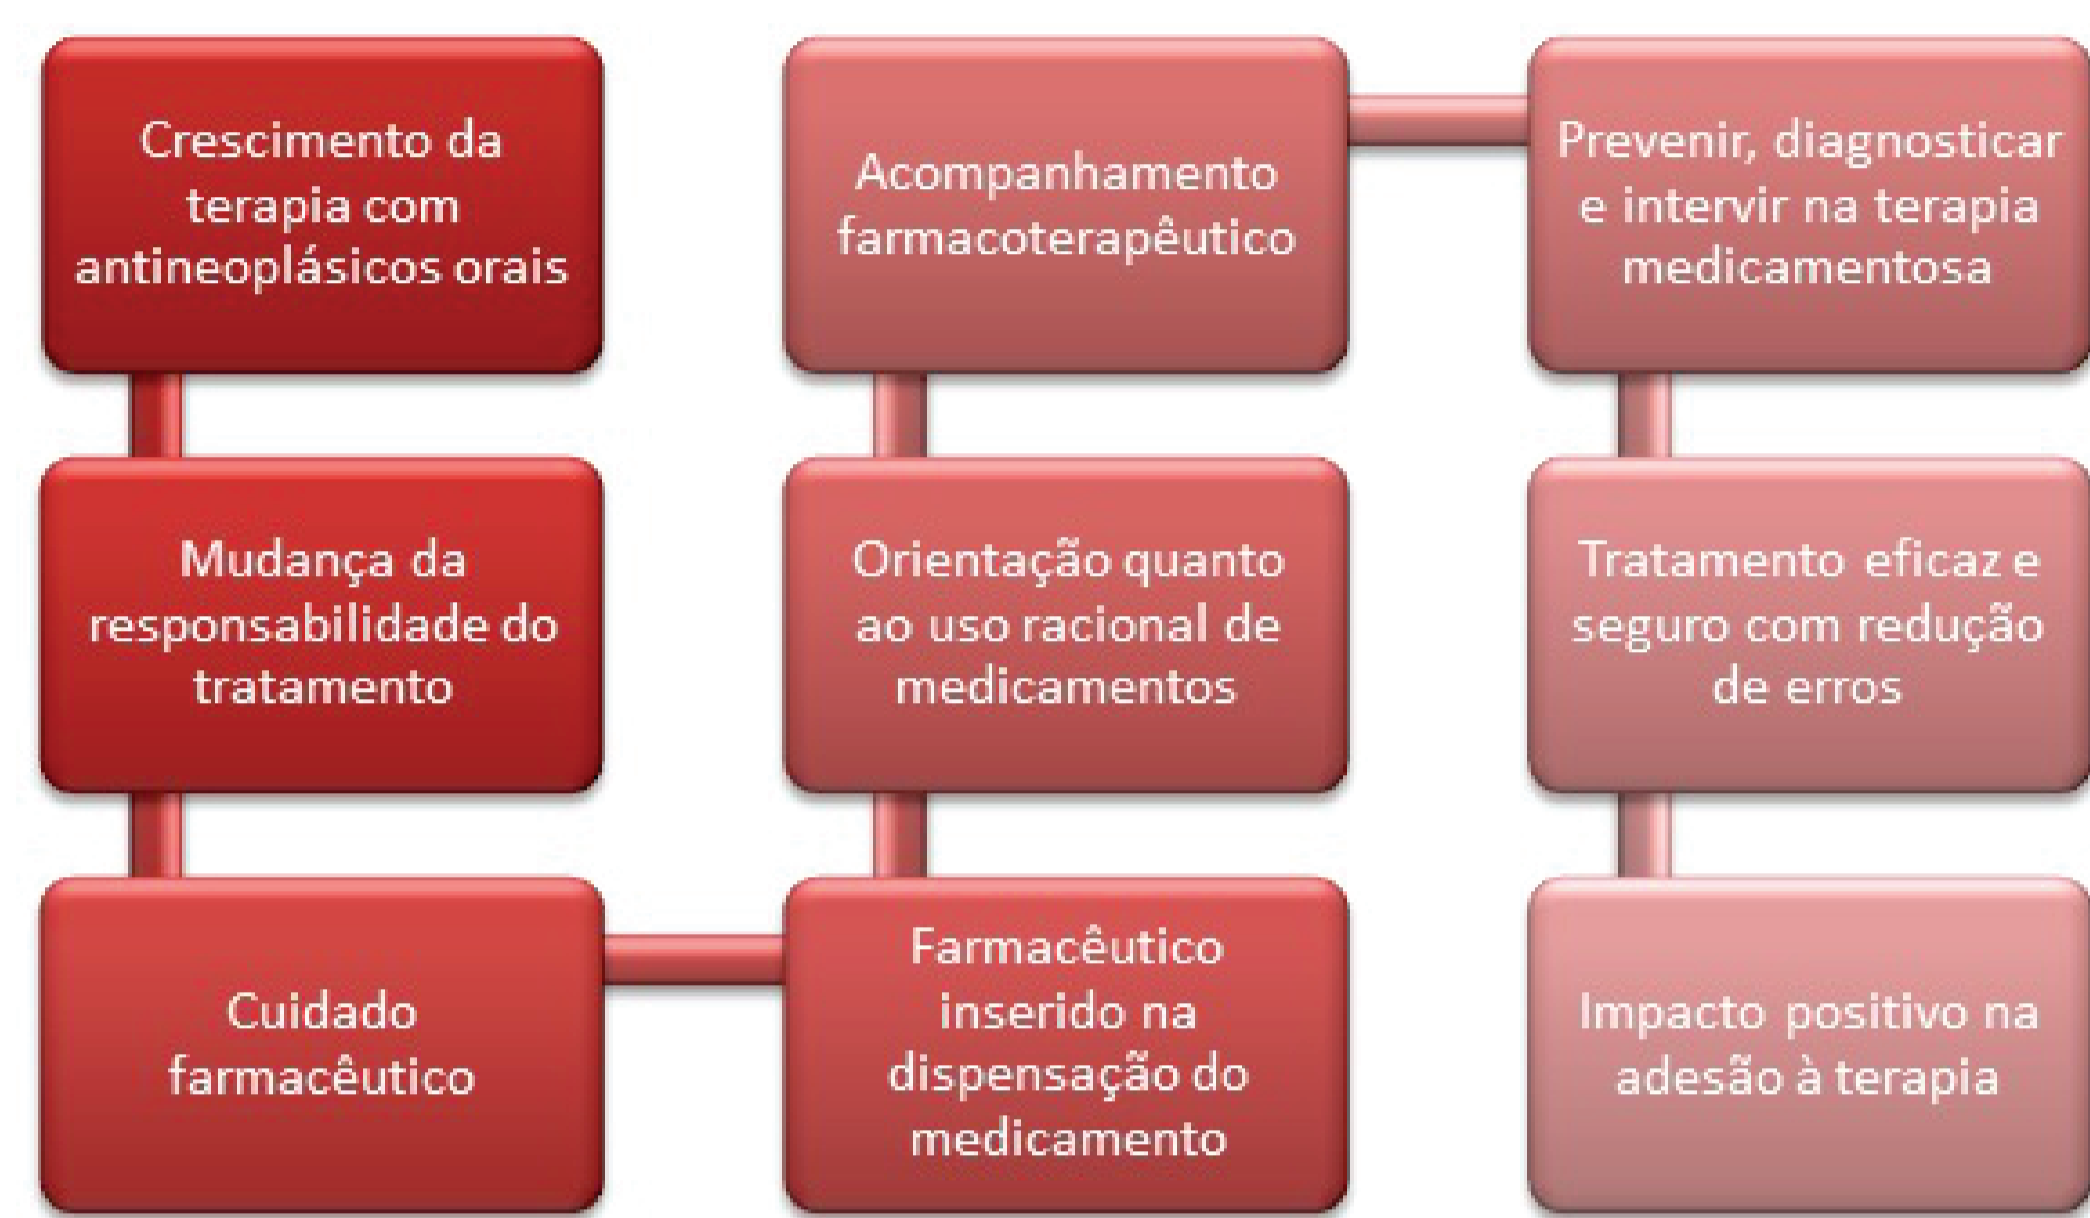 Crescimento da
terapia com
antineoplásicos orais
Mudança da
responsabilidade do
tratamento
Cuidado
farmacêutico
Farmacêutico
inserido na
dispensação do
medicamento
Orientação quanto
ao uso racional de
medicamentos
Acompanhamento
farmacoterapêutico
Prevenir, diagnosticar
e intervir na terapia
medicamentosa
Tratamento eficaz e
seguro com redução
de erros
Impacto positivo na
adesão à terapia